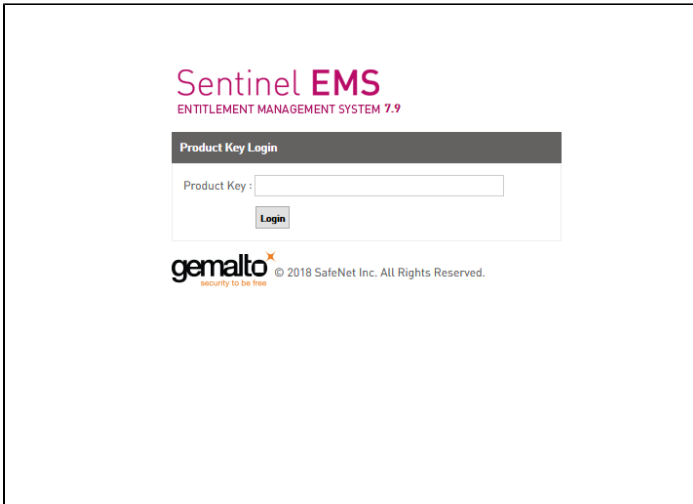 Sentinel EMS
ENTITLEMENT MANAGEMENT SYSTEM 7.9
Product Key Login
Product Key :
Login
gemalto
security to be free
© 2018 SafeNet Inc. All Rights Reserved.